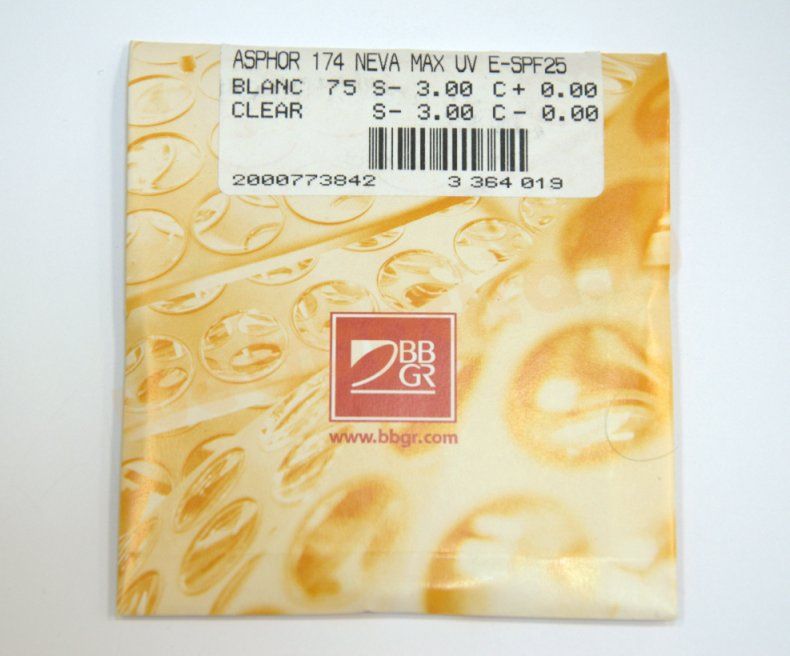 ASPHOR 174 NEVA MAX UV E-SPF25
BLANC 75 S- 3.00 C+ 0.00
CLEAR S- 3.00 C- 0.00
2000773842 3 364 019
BB
GR
www.bbgr.com